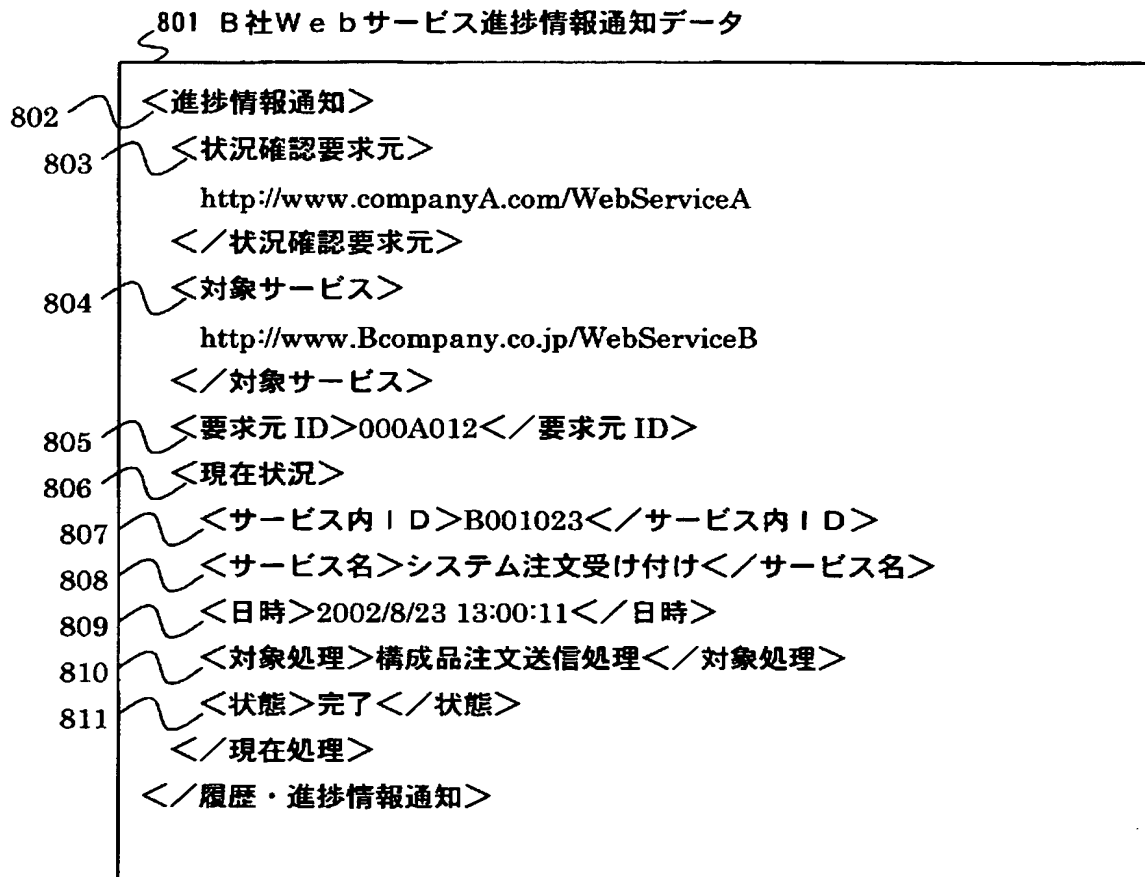 801 B社Webサービス進捗情報通知データ
802 <進捗情報通知>
803 <状況確認要求元>
http://www.companyA.com/WebServiceA
</状況確認要求元>
804 <対象サービス>
http://www.Bcompany.co.jp/WebServiceB
</対象サービス>
805 <要求元 ID>000A012</要求元 ID>
806 <現在状況>
807 <サービス内ID>B001023</サービス内ID>
808 <サービス名>システム注文受け付け</サービス名>
809 <日時>2002/8/23 13:00:11</日時>
810 <対象処理>構成品注文送信処理</対象処理>
811 <状態>完了</状態>
</現在処理>
</履歴・進捗情報通知>